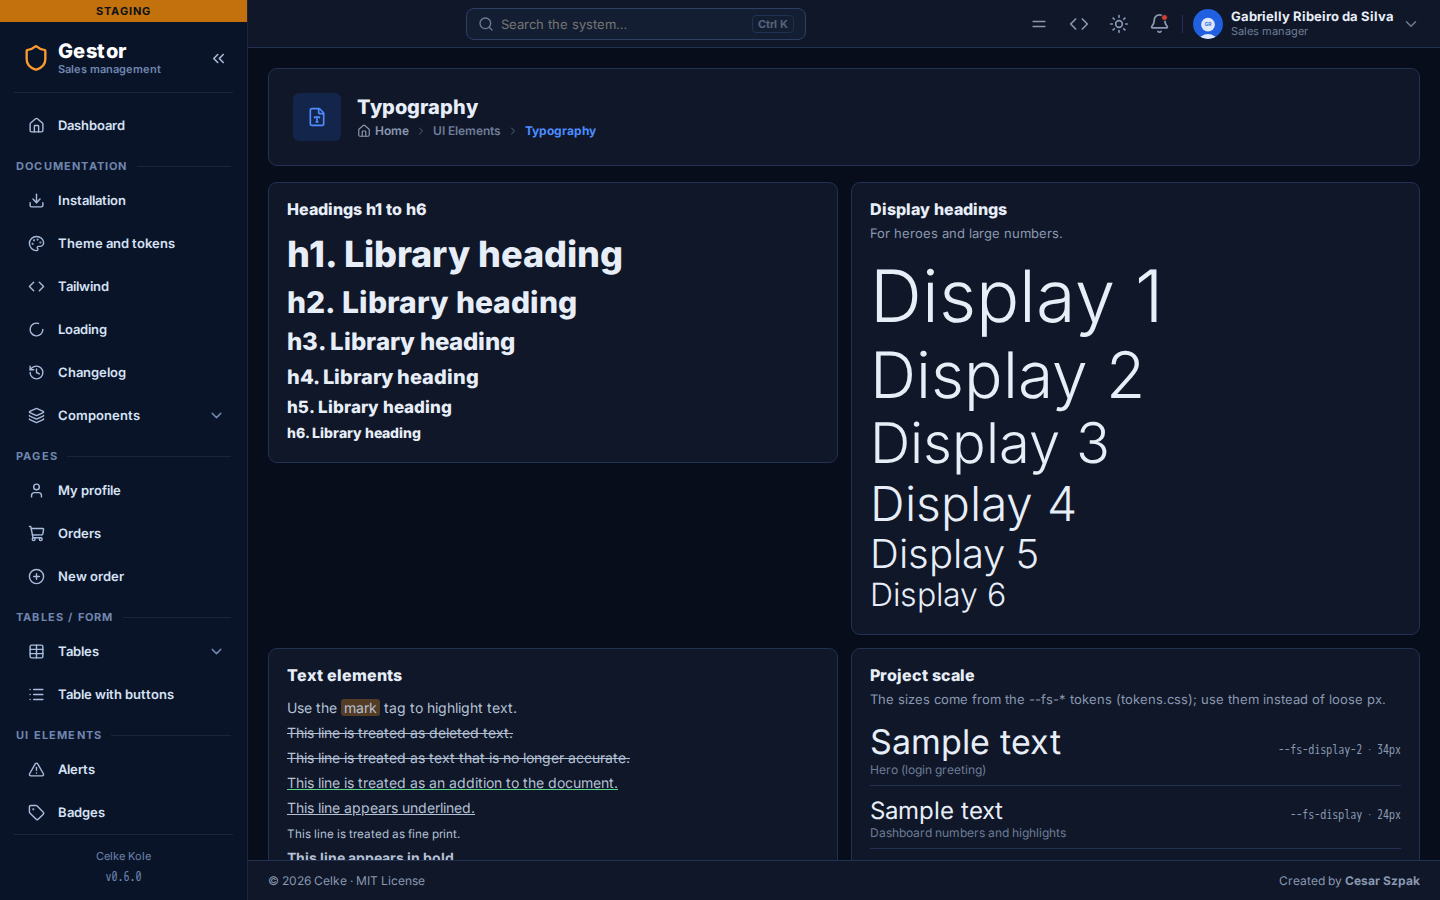 STAGING
Gestor
Sales management
Dashboard
DOCUMENTATION
Installation
Theme and tokens
Tailwind
Loading
Changelog
Components
PAGES
My profile
Orders
New order
TABLES / FORM
Tables
Table with buttons
UI ELEMENTS
Alerts
Badges
Celke Kole
v0.6.0
Search the system...
Ctrl K
GR
Gabrielly Ribeiro da Silva
Sales manager
Typography
Home > UI Elements > Typography
Headings h1 to h6
h1. Library heading
h2. Library heading
h3. Library heading
h4. Library heading
h5. Library heading
h6. Library heading
Display headings
For heroes and large numbers.
Display 1
Display 2
Display 3
Display 4
Display 5
Display 6
Text elements
Use the mark tag to highlight text.
This line is treated as deleted text.
This line is treated as text that is no longer accurate.
This line is treated as an addition to the document.
This line appears underlined.
This line is treated as fine print.
This line appears in bold.
Project scale
The sizes come from the --fs-* tokens (tokens.css); use them instead of loose px.
Sample text
--fs-display-2 · 34px
Hero (login greeting)
Sample text
--fs-display · 24px
Dashboard numbers and highlights
© 2026 Celke · MIT License
Created by Cesar Szpak